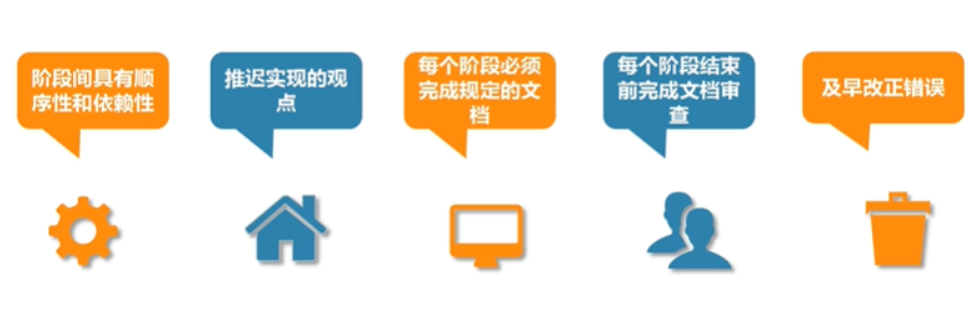 阶段间具有顺
序性和依赖性
推迟实现的观
点
每个阶段必须
完成规定的文
档
每个阶段结束
前完成文档审
查
及早改正错误